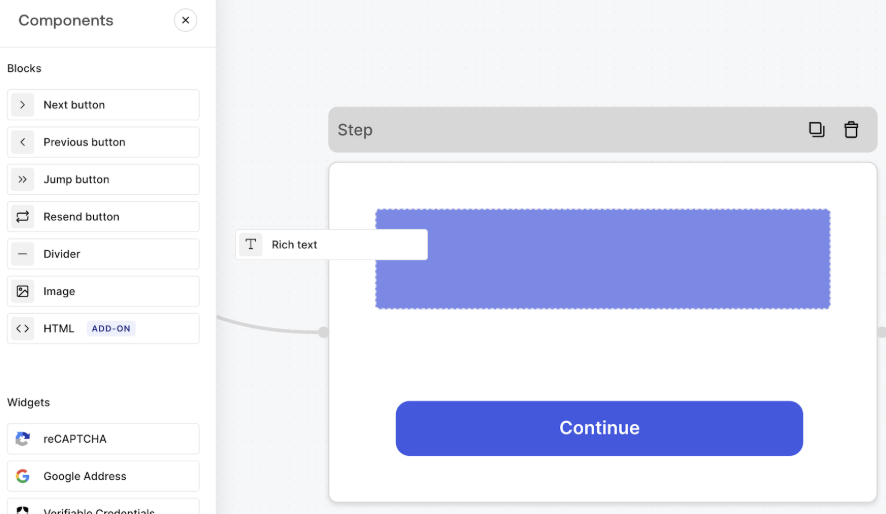 Components
Blocks
Next button
Previous button
Jump button
Resend button
Divider
Image
HTML ADD-ON
Widgets
reCAPTCHA
Google Address
Verifiable Credentials
Rich text
Step
Continue